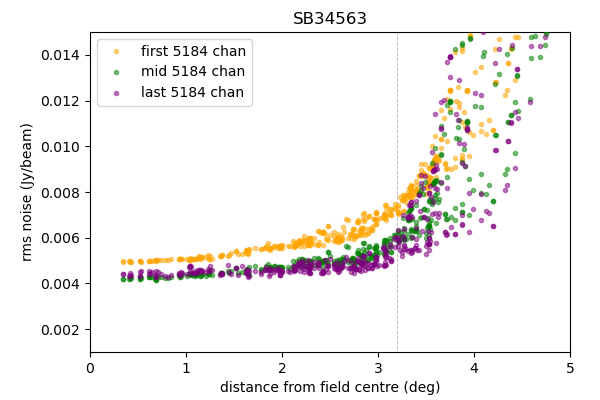 SB34563
first 5184 chan
mid 5184 chan
last 5184 chan
rms noise (Jy/beam)
0.014
0.012
0.010
0.008
0.006
0.004
0.002
0 1 2 3 4 5
distance from field centre (deg)